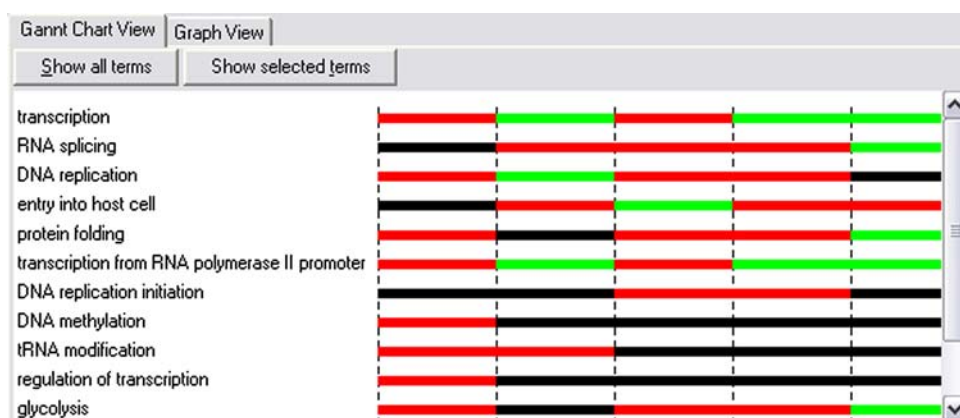 Gannt Chart View Graph View
Show all terms Show selected terms
transcription
RNA splicing
DNA replication
entry into host cell
protein folding
transcription from RNA polymerase II promoter
DNA replication initiation
DNA methylation
tRNA modification
regulation of transcription
glycolysis